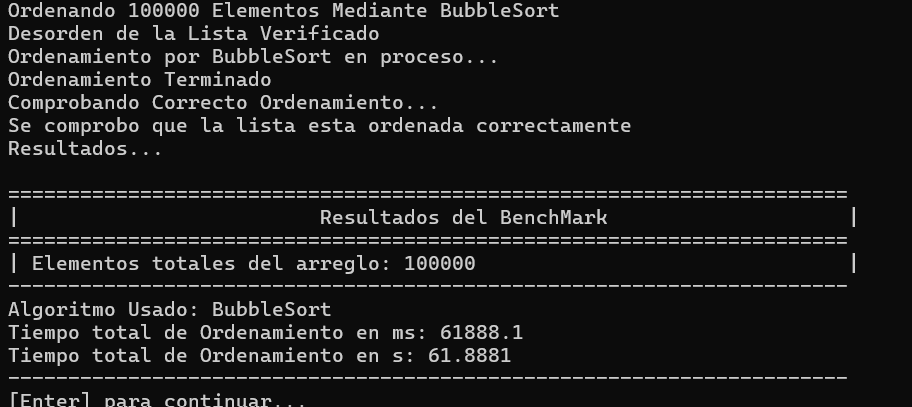 Ordenando 100000 Elementos Mediante BubbleSort
Desorden de la Lista Verificado
Ordenamiento por BubbleSort en proceso...
Ordenamiento Terminado
Comprobando Correcto Ordenamiento...
Se comprobo que la lista esta ordenada correctamente
Resultados...
======================================================================
| Resultados del BenchMark |
======================================================================
| Elementos totales del arreglo: 100000 |
----------------------------------------------------------------------
Algoritmo Usado: BubbleSort
Tiempo total de Ordenamiento en ms: 61888.1
Tiempo total de Ordenamiento en s: 61.8881
----------------------------------------------------------------------
[Enter] para continuar...